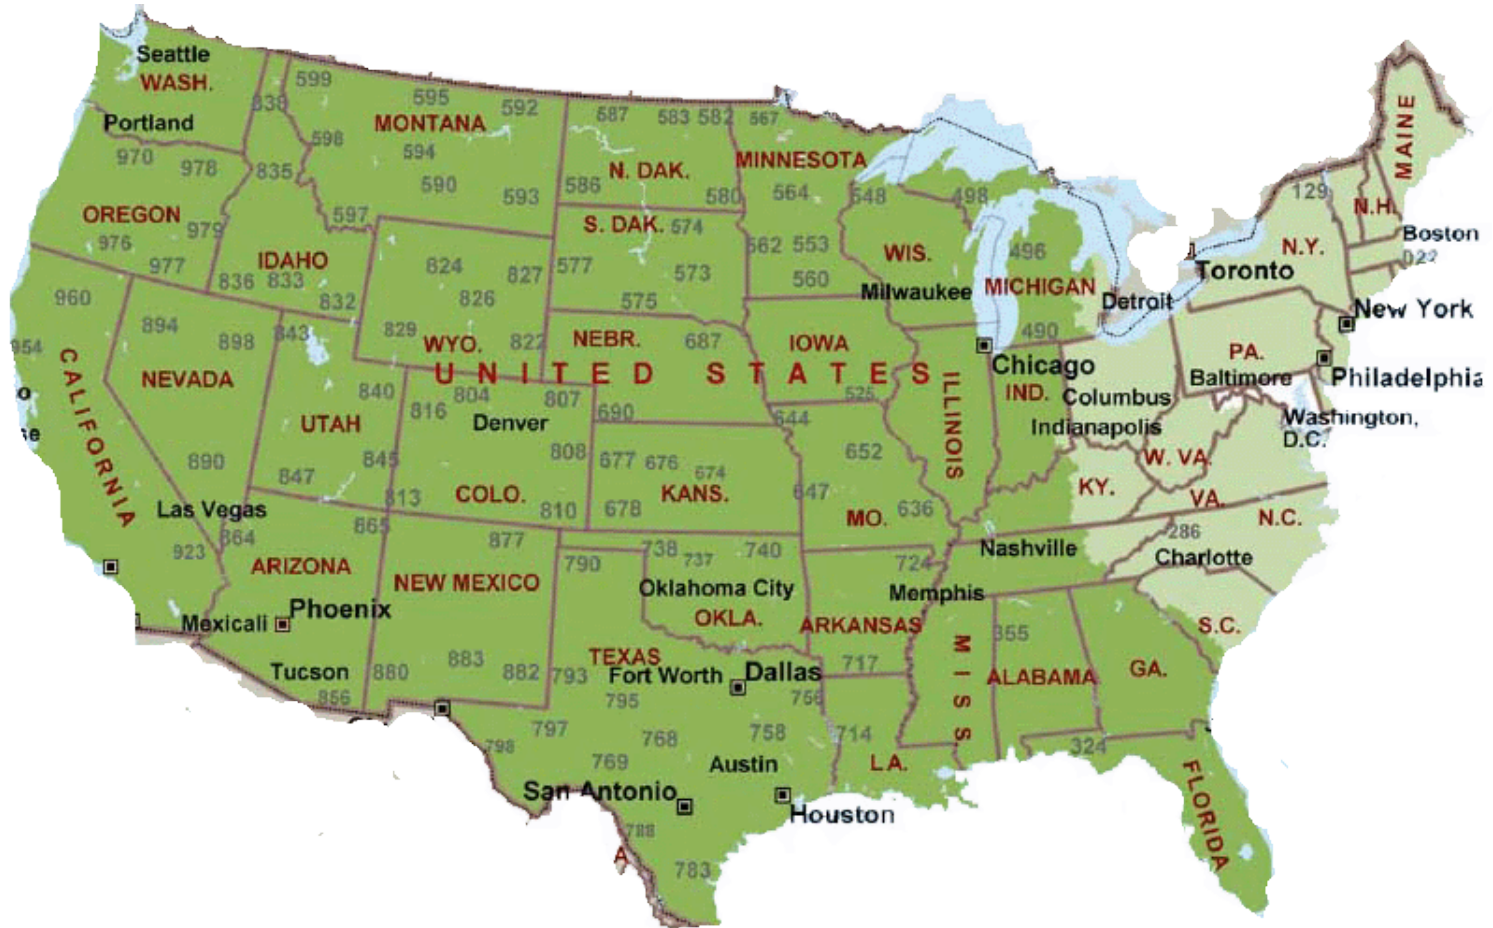 Seattle
WASH.
Portland
599
838
595
592
MONTANA
598
594
590
593
597
587
583
582
567
N. DAK.
586
580
MINNESOTA
564
548
498
970
978
835
OREGON
979
976
977
IDAHO
836
833
832
S. DAK.
574
577
573
575
562
553
560
WIS.
Milwaukee
496
MICHIGAN
Detroit
490
129
MAINE
N.H.
N.Y.
Boston
022
Toronto
New York
PA.
Philadelphia
Baltimore
Washington,
D.C.
960
954
o
se
CALIFORNIA
894
898
843
NEVADA
890
824
827
826
829
822
WYO.
NEBR.
687
IOWA
UNITED STATES
Chicago
IND.
Columbus
Indianapolis
ILLINOIS
840
UTAH
845
847
804
807
816
Denver
808
813
COLO.
810
690
677
676
674
KANS.
678
525
644
652
647
MO.
636
KY.
W. VA.
VA.
N.C.
286
Charlotte
Nashville
Memphis
Las Vegas
923
864
865
ARIZONA
877
NEW MEXICO
Mexicali
Phoenix
Tucson
856
880
883
882
790
738
737
740
Oklahoma City
OKLA.
724
ARKANSAS
717
TEXAS
Fort Worth
Dallas
793
795
756
797
798
768
758
769
Austin
San Antonio
Houston
788
A
783
714
LA.
MISS.
355
ALABAMA
GA.
S.C.
324
FLORIDA